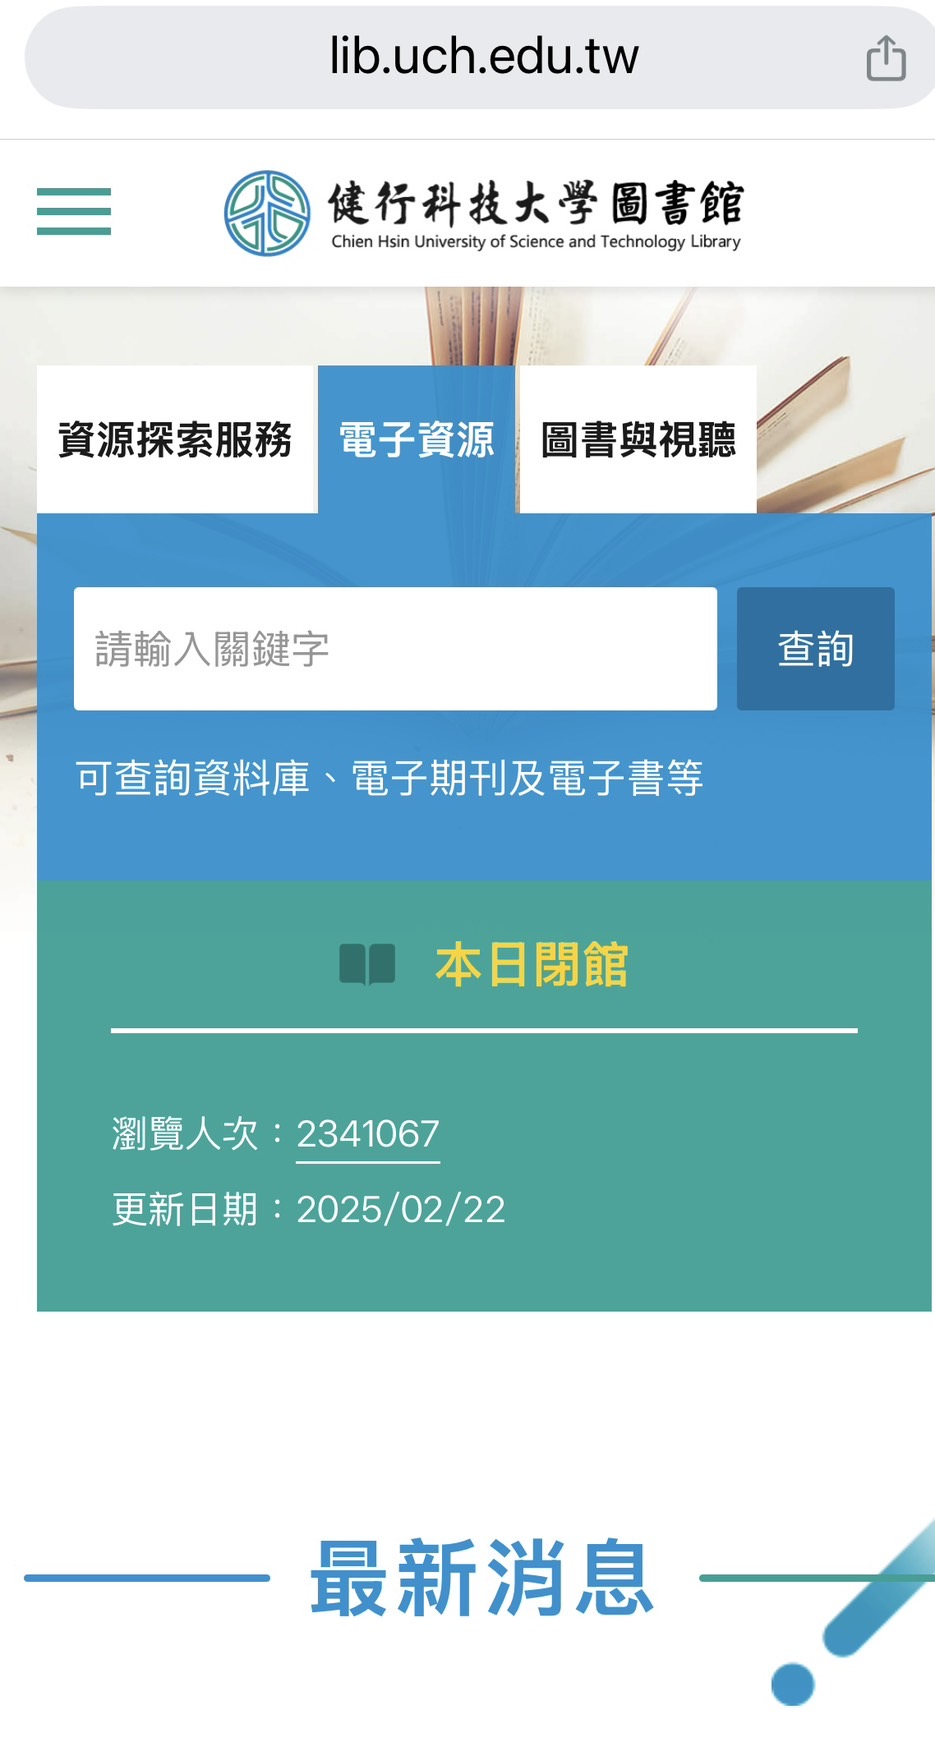 lib.uch.edu.tw
健行科技大學圖書館
Chien Hsin University of Science and Technology Library
資源探索服務
電子資源
圖書與視聽
請輸入關鍵字
查詢
可查詢資料庫、電子期刊及電子書等
本日閉館
瀏覽人次：2341067
更新日期：2025/02/22
最新消息